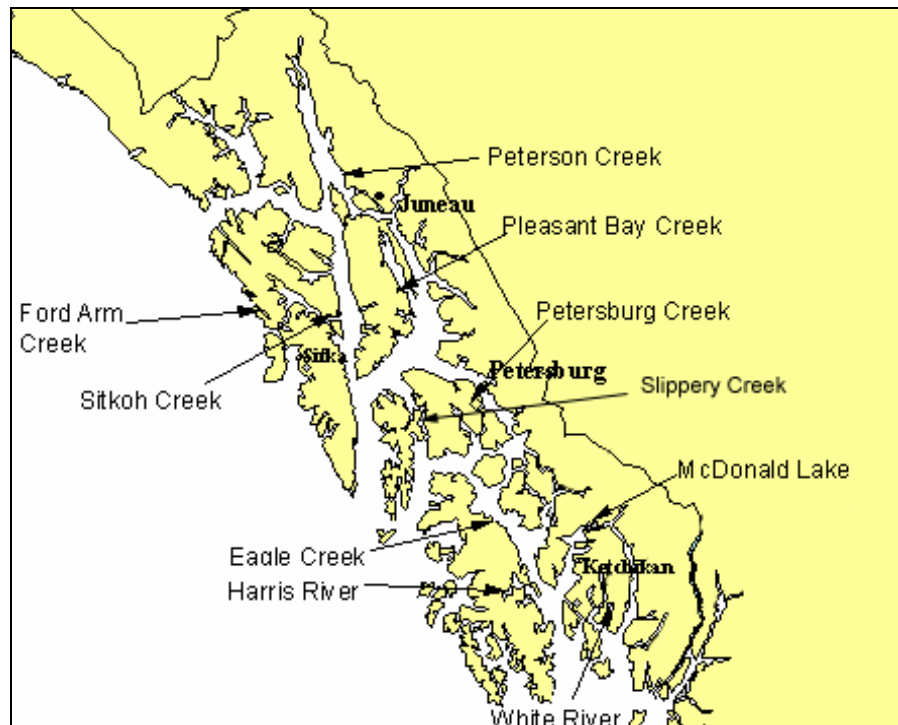 Peterson Creek
Juneau
Pleasant Bay Creek
Ford Arm
Creek
Petersburg Creek
Sitka
Petersburg
Sitkoh Creek
Slippery Creek
McDonald Lake
Eagle Creek
Ketchikan
Harris River
White River